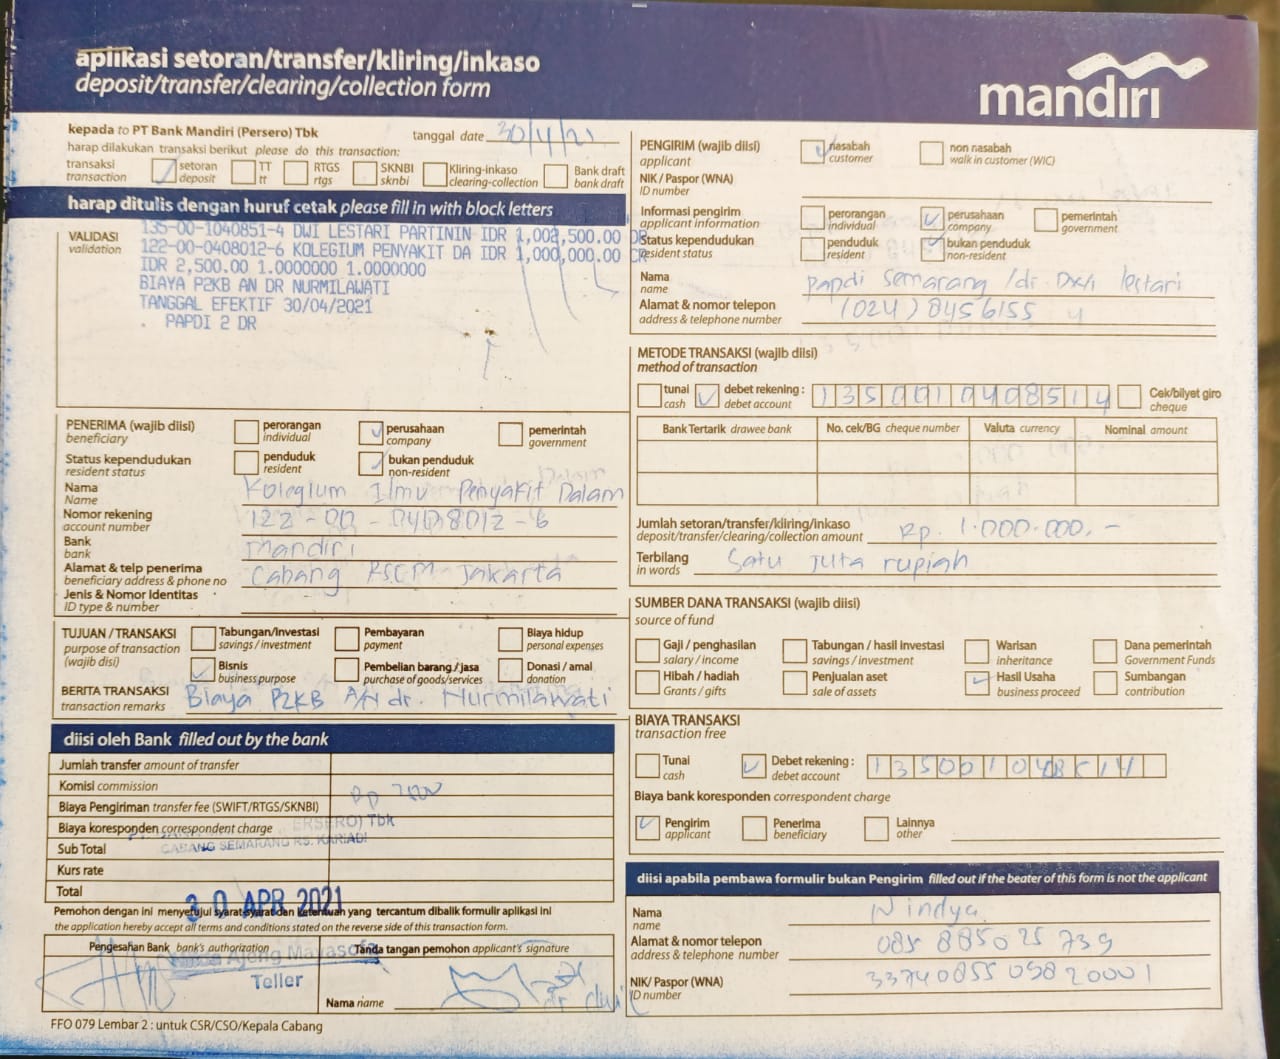 aplikasi setoran/transfer/kliring/inkaso
deposit/transfer/clearing/collection form
mandiri
kepada to PT Bank Mandiri (Persero) Tbk
tanggal date 30/4/21
harap dilakukan transaksi berikut please do this transaction:
transaksi
transaction
setoran
deposit
TT
tt
RTGS
rtgs
SKNBI
sknbi
Kliring-inkaso
clearing-collection
Bank draft
bank draft
harap ditulis dengan huruf cetak please fill in with block letters
VALIDASI
validation
135-00-1040851-4 DWI LESTARI PARTININ IDR 1,002,500.00 DR
122-00-0408012-6 KOLEGIUM PENYAKIT DA IDR 1,000,000.00 CR
IDR 2,500.00 1.0000000 1.0000000
BIAYA P2KB AN DR NURMILAWATI
TANGGAL EFEKTIF 30/04/2021
. PAPDI 2 DR
PENERIMA (wajib diisi)
beneficiary
perorangan
individual
perusahaan
company
pemerintah
government
Status kependudukan
resident status
penduduk
resident
bukan penduduk
non-resident
Nama
Name
Kolegium Ilmu Penyakit Dalam
Nomor rekening
account number
122-00-0408012-6
Bank
bank
Mandiri
Alamat & telp penerima
beneficiary address & phone no
Cabang RSCM Jakarta
Jenis & Nomor Identitas
ID type & number
TUJUAN / TRANSAKSI
purpose of transaction
(wajib disi)
Tabungan/Investasi
savings / investment
Pembayaran
payment
Biaya hidup
personal expenses
Bisnis
business purpose
Pembelian barang / jasa
purchase of goods/services
Donasi / amal
donation
BERITA TRANSAKSI
transaction remarks
Biaya P2KB A/N dr. Nurmilawati
diisi oleh Bank filled out by the bank
Jumlah transfer amount of transfer
Komisi commission
Biaya Pengiriman transfer fee (SWIFT/RTGS/SKNBI)
Biaya koresponden correspondent charge
ERSERO) Tbk
Sub Total
CABANG SEMARANG RS. KARIADI
Kurs rate
Total
30 APR 2021
Pemohon dengan ini menyetujui syarat-syarat dan ketentuan yang tercantum dibalik formulir aplikasi ini
the application hereby accept all terms and conditions stated on the reverse side of this transaction form.
Pengesahan Bank bank's authorization
Tanda tangan pemohon applicant's signature
Ajeng
Teller
Nama name
FFO 079 Lembar 2 : untuk CSR/CSO/Kepala Cabang
PENGIRIM (wajib diisi)
applicant
nasabah
customer
non nasabah
walk in customer (WIC)
NIK / Paspor (WNA)
ID number
Informasi pengirim
applicant information
perorangan
individual
perusahaan
company
pemerintah
government
Status kependudukan
resident status
penduduk
resident
bukan penduduk
non-resident
Nama
name
Papdi Semarang /dr. Dwi lestari
Alamat & nomor telepon
address & telephone number
(024) 8456155
METODE TRANSAKSI (wajib diisi)
method of transaction
tunai
cash
debet rekening :
debet account
1350010408514
Cek/bilyet giro
cheque
Bank Tertarik drawee bank
No. cek/BG cheque number
Valuta currency
Nominal amount
Jumlah setoran/transfer/kliring/inkaso
deposit/transfer/clearing/collection amount
Rp. 1.000.000.-
Terbilang
in words
Satu Juta rupiah
SUMBER DANA TRANSAKSI (wajib diisi)
source of fund
Gaji / penghasilan
salary / income
Tabungan / hasil investasi
savings / investment
Warisan
inheritance
Dana pemerintah
Government Funds
Hibah / hadiah
Grants / gifts
Penjualan aset
sale of assets
Hasil Usaha
business proceed
Sumbangan
contribution
BIAYA TRANSAKSI
transaction free
Tunai
cash
Debet rekening :
debet account
Biaya bank koresponden correspondent charge
Pengirim
applicant
Penerima
beneficiary
Lainnya
other
diisi apabila pembawa formulir bukan Pengirim filled out if the beater of this form is not the applicant
Nama
name
Nindya
Alamat & nomor telepon
address & telephone number
085 885025 739
NIK/ Paspor (WNA)
ID number
3374085509820001